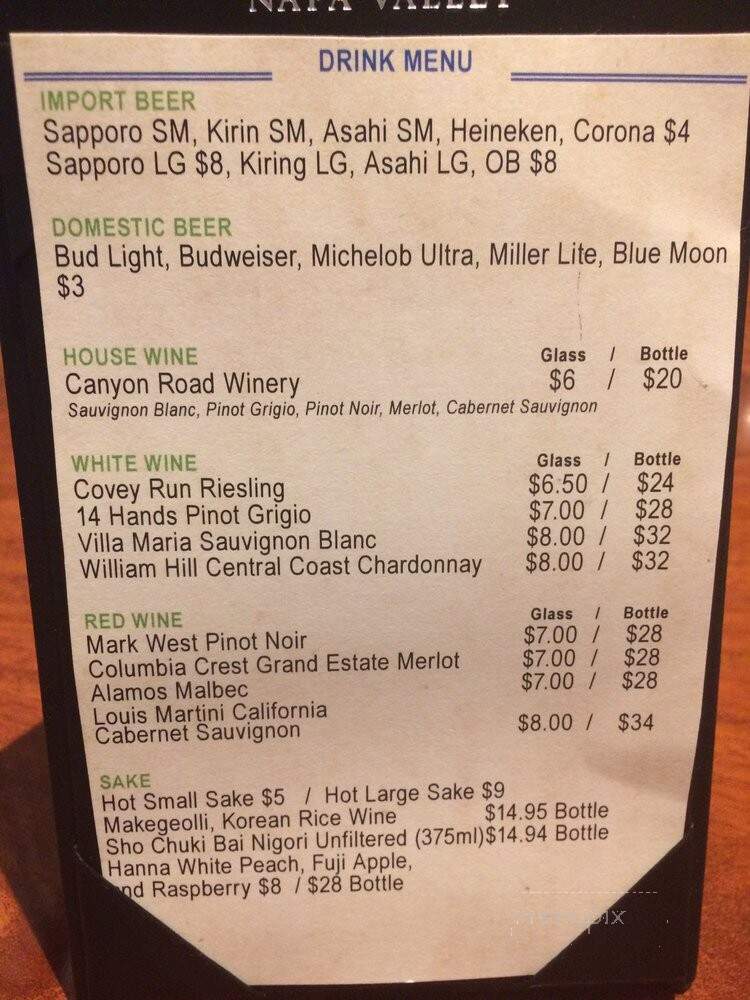 NAPA VALLEY
DRINK MENU
IMPORT BEER
Sapporo SM, Kirin SM, Asahi SM, Heineken, Corona $4
Sapporo LG $8, Kiring LG, Asahi LG, OB $8
DOMESTIC BEER
Bud Light, Budweiser, Michelob Ultra, Miller Lite, Blue Moon
$3
HOUSE WINE Glass / Bottle
Canyon Road Winery $6 / $20
Sauvignon Blanc, Pinot Grigio, Pinot Noir, Merlot, Cabernet Sauvignon
WHITE WINE Glass / Bottle
Covey Run Riesling $6.50 / $24
14 Hands Pinot Grigio $7.00 / $28
Villa Maria Sauvignon Blanc $8.00 / $32
William Hill Central Coast Chardonnay $8.00 / $32
RED WINE Glass / Bottle
Mark West Pinot Noir $7.00 / $28
Columbia Crest Grand Estate Merlot $7.00 / $28
Alamos Malbec $7.00 / $28
Louis Martini California
Cabernet Sauvignon $8.00 / $34
SAKE
Hot Small Sake $5 / Hot Large Sake $9
Makegeolli, Korean Rice Wine $14.95 Bottle
Sho Chuki Bai Nigori Unfiltered (375ml)$14.94 Bottle
Hanna White Peach, Fuji Apple,
nd Raspberry $8 / $28 Bottle